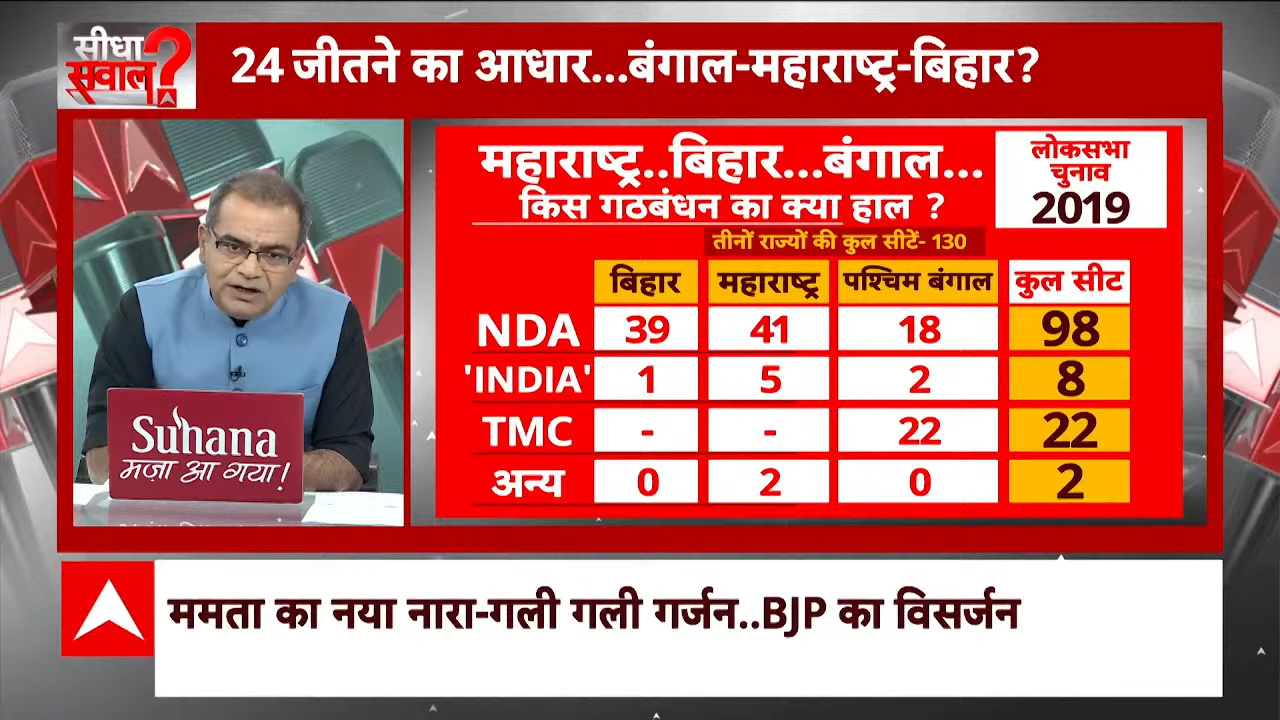 सीधा
सवाल?
24 जीतने का आधार...बंगाल-महाराष्ट्र-बिहार?
महाराष्ट्र..बिहार...बंगाल...
किस गठबंधन का क्या हाल ?
लोकसभा
चुनाव
2019
तीनों राज्यों की कुल सीटें- 130
बिहार महाराष्ट्र पश्चिम बंगाल कुल सीट
NDA 39 41 18 98
'INDIA' 1 5 2 8
TMC - - 22 22
अन्य 0 2 0 2
Suhana
मज़ा आ गया!
ममता का नया नारा-गली गली गर्जन..BJP का विसर्जन